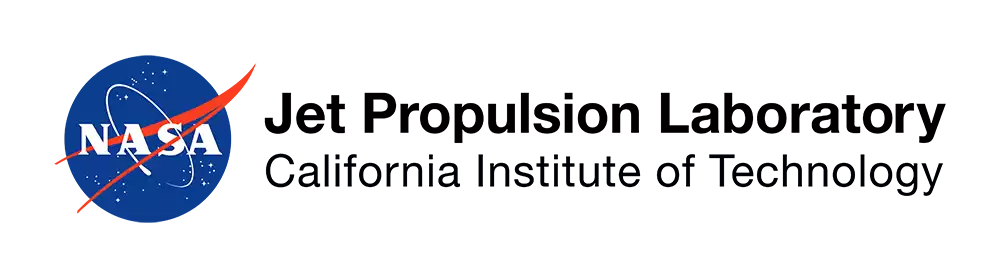 NASA
Jet Propulsion Laboratory
California Institute of Technology